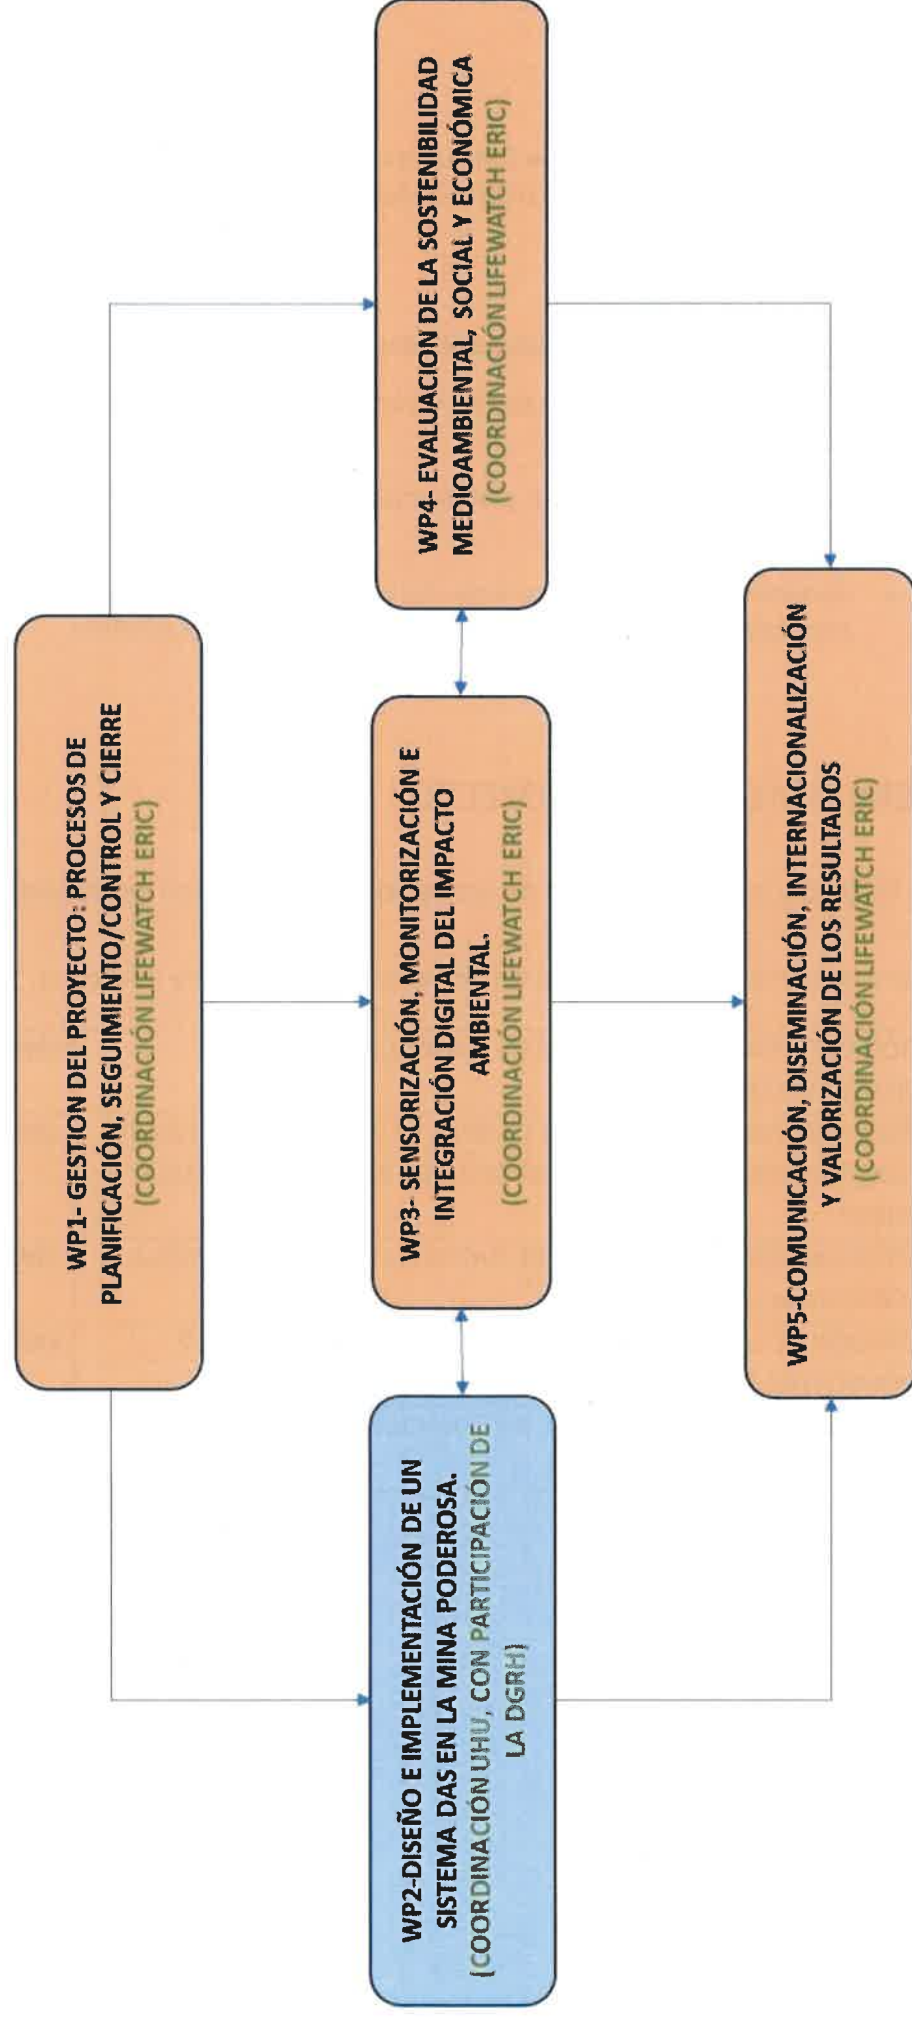 WP1- GESTION DEL PROYECTO: PROCESOS DE
PLANIFICACIÓN, SEGUIMIENTO/CONTROL Y CIERRE
(COORDINACIÓN LIFEWATCH ERIC)
WP2-DISEÑO E IMPLEMENTACIÓN DE UN
SISTEMA DAS EN LA MINA PODEROSA.
(COORDINACIÓN UHU, CON PARTICIPACIÓN DE
LA DGRH)
WP3- SENSORIZACIÓN, MONITORIZACIÓN E
INTEGRACIÓN DIGITAL DEL IMPACTO
AMBIENTAL.
(COORDINACIÓN LIFEWATCH ERIC)
WP4- EVALUACION DE LA SOSTENIBILIDAD
MEDIOAMBIENTAL, SOCIAL Y ECONÓMICA
(COORDINACIÓN LIFEWATCH ERIC)
WP5-COMUNICACIÓN, DISEMINACIÓN, INTERNACIONALIZACIÓN
Y VALORIZACIÓN DE LOS RESULTADOS
(COORDINACIÓN LIFEWATCH ERIC)